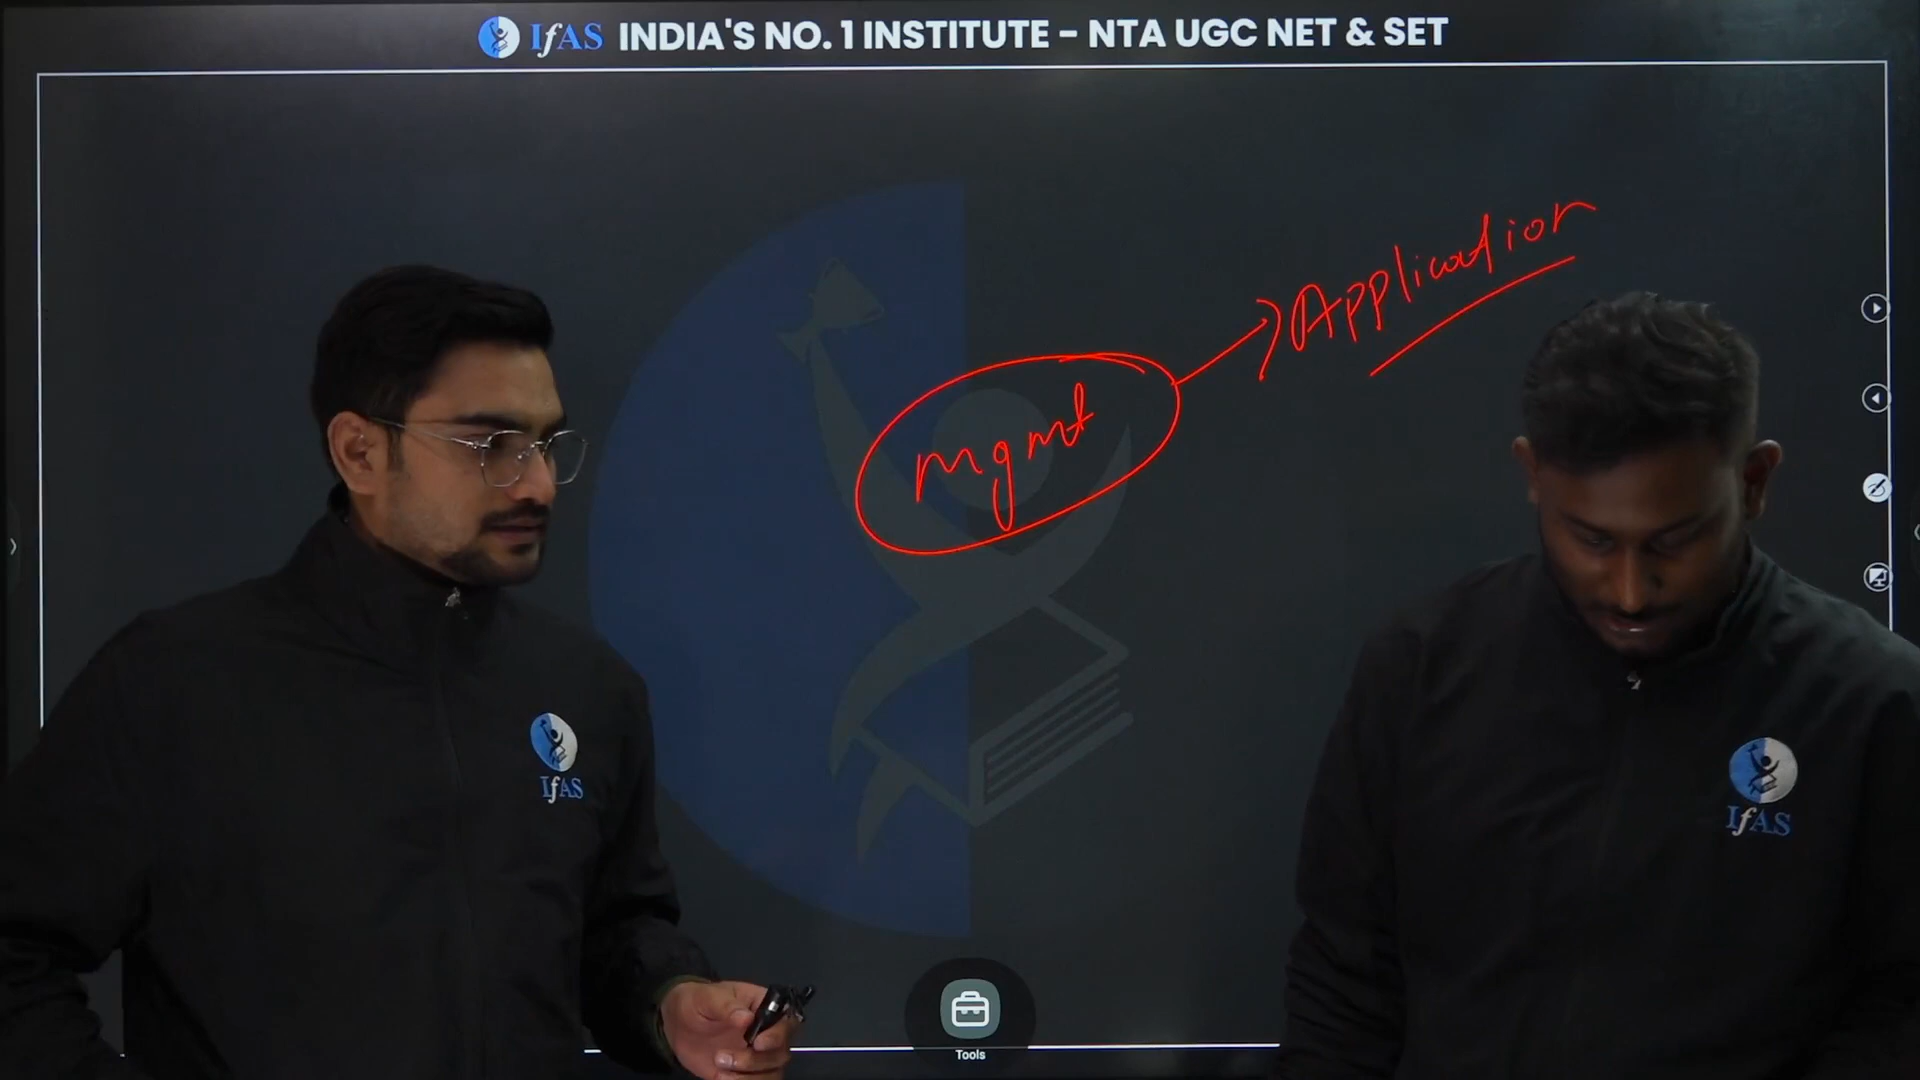 IfAS INDIA'S NO. 1 INSTITUTE - NTA UGC NET & SET
Application
Mgmt
IfAS
IfAS
Tools